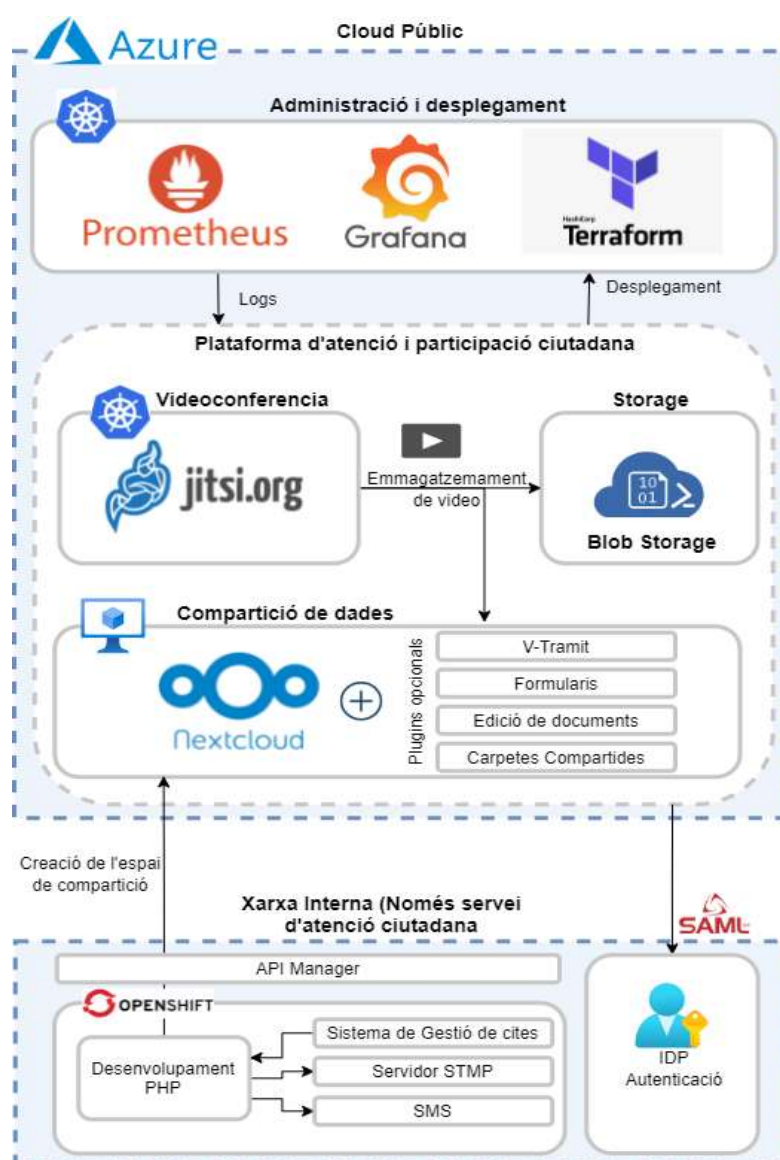 Cloud Públic
Azure
Administració i desplegament
Prometheus
Grafana
HashiCorp
Terraform
Logs
Desplegament
Plataforma d'atenció i participació ciutadana
Videoconferencia
Storage
jitsi.org
Emmagatzemament
de video
10
01
Blob Storage
Compartició de dades
Nextcloud
Plugins opcionals
V-Tramit
Formularis
Edició de documents
Carpetes Compartides
Creació de l'espai
de compartició
Xarxa Interna (Només servei
d'atenció ciutadana
SAML
API Manager
OPENSHIFT
Desenvolupament
PHP
Sistema de Gestió de cites
Servidor STMP
SMS
IDP
Autenticació